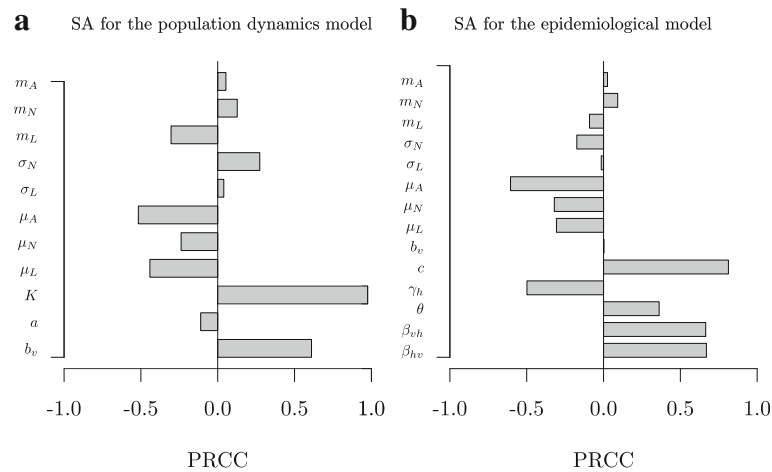 a SA for the population dynamics model
m_A
m_N
m_L
σ_N
σ_L
μ_A
μ_N
μ_L
K
a
b_v
-1.0 -0.5 0.0 0.5 1.0
PRCC
b SA for the epidemiological model
m_A
m_N
m_L
σ_N
σ_L
μ_A
μ_N
μ_L
b_v
c
γ_h
θ
β_vh
β_hv
-1.0 -0.5 0.0 0.5 1.0
PRCC